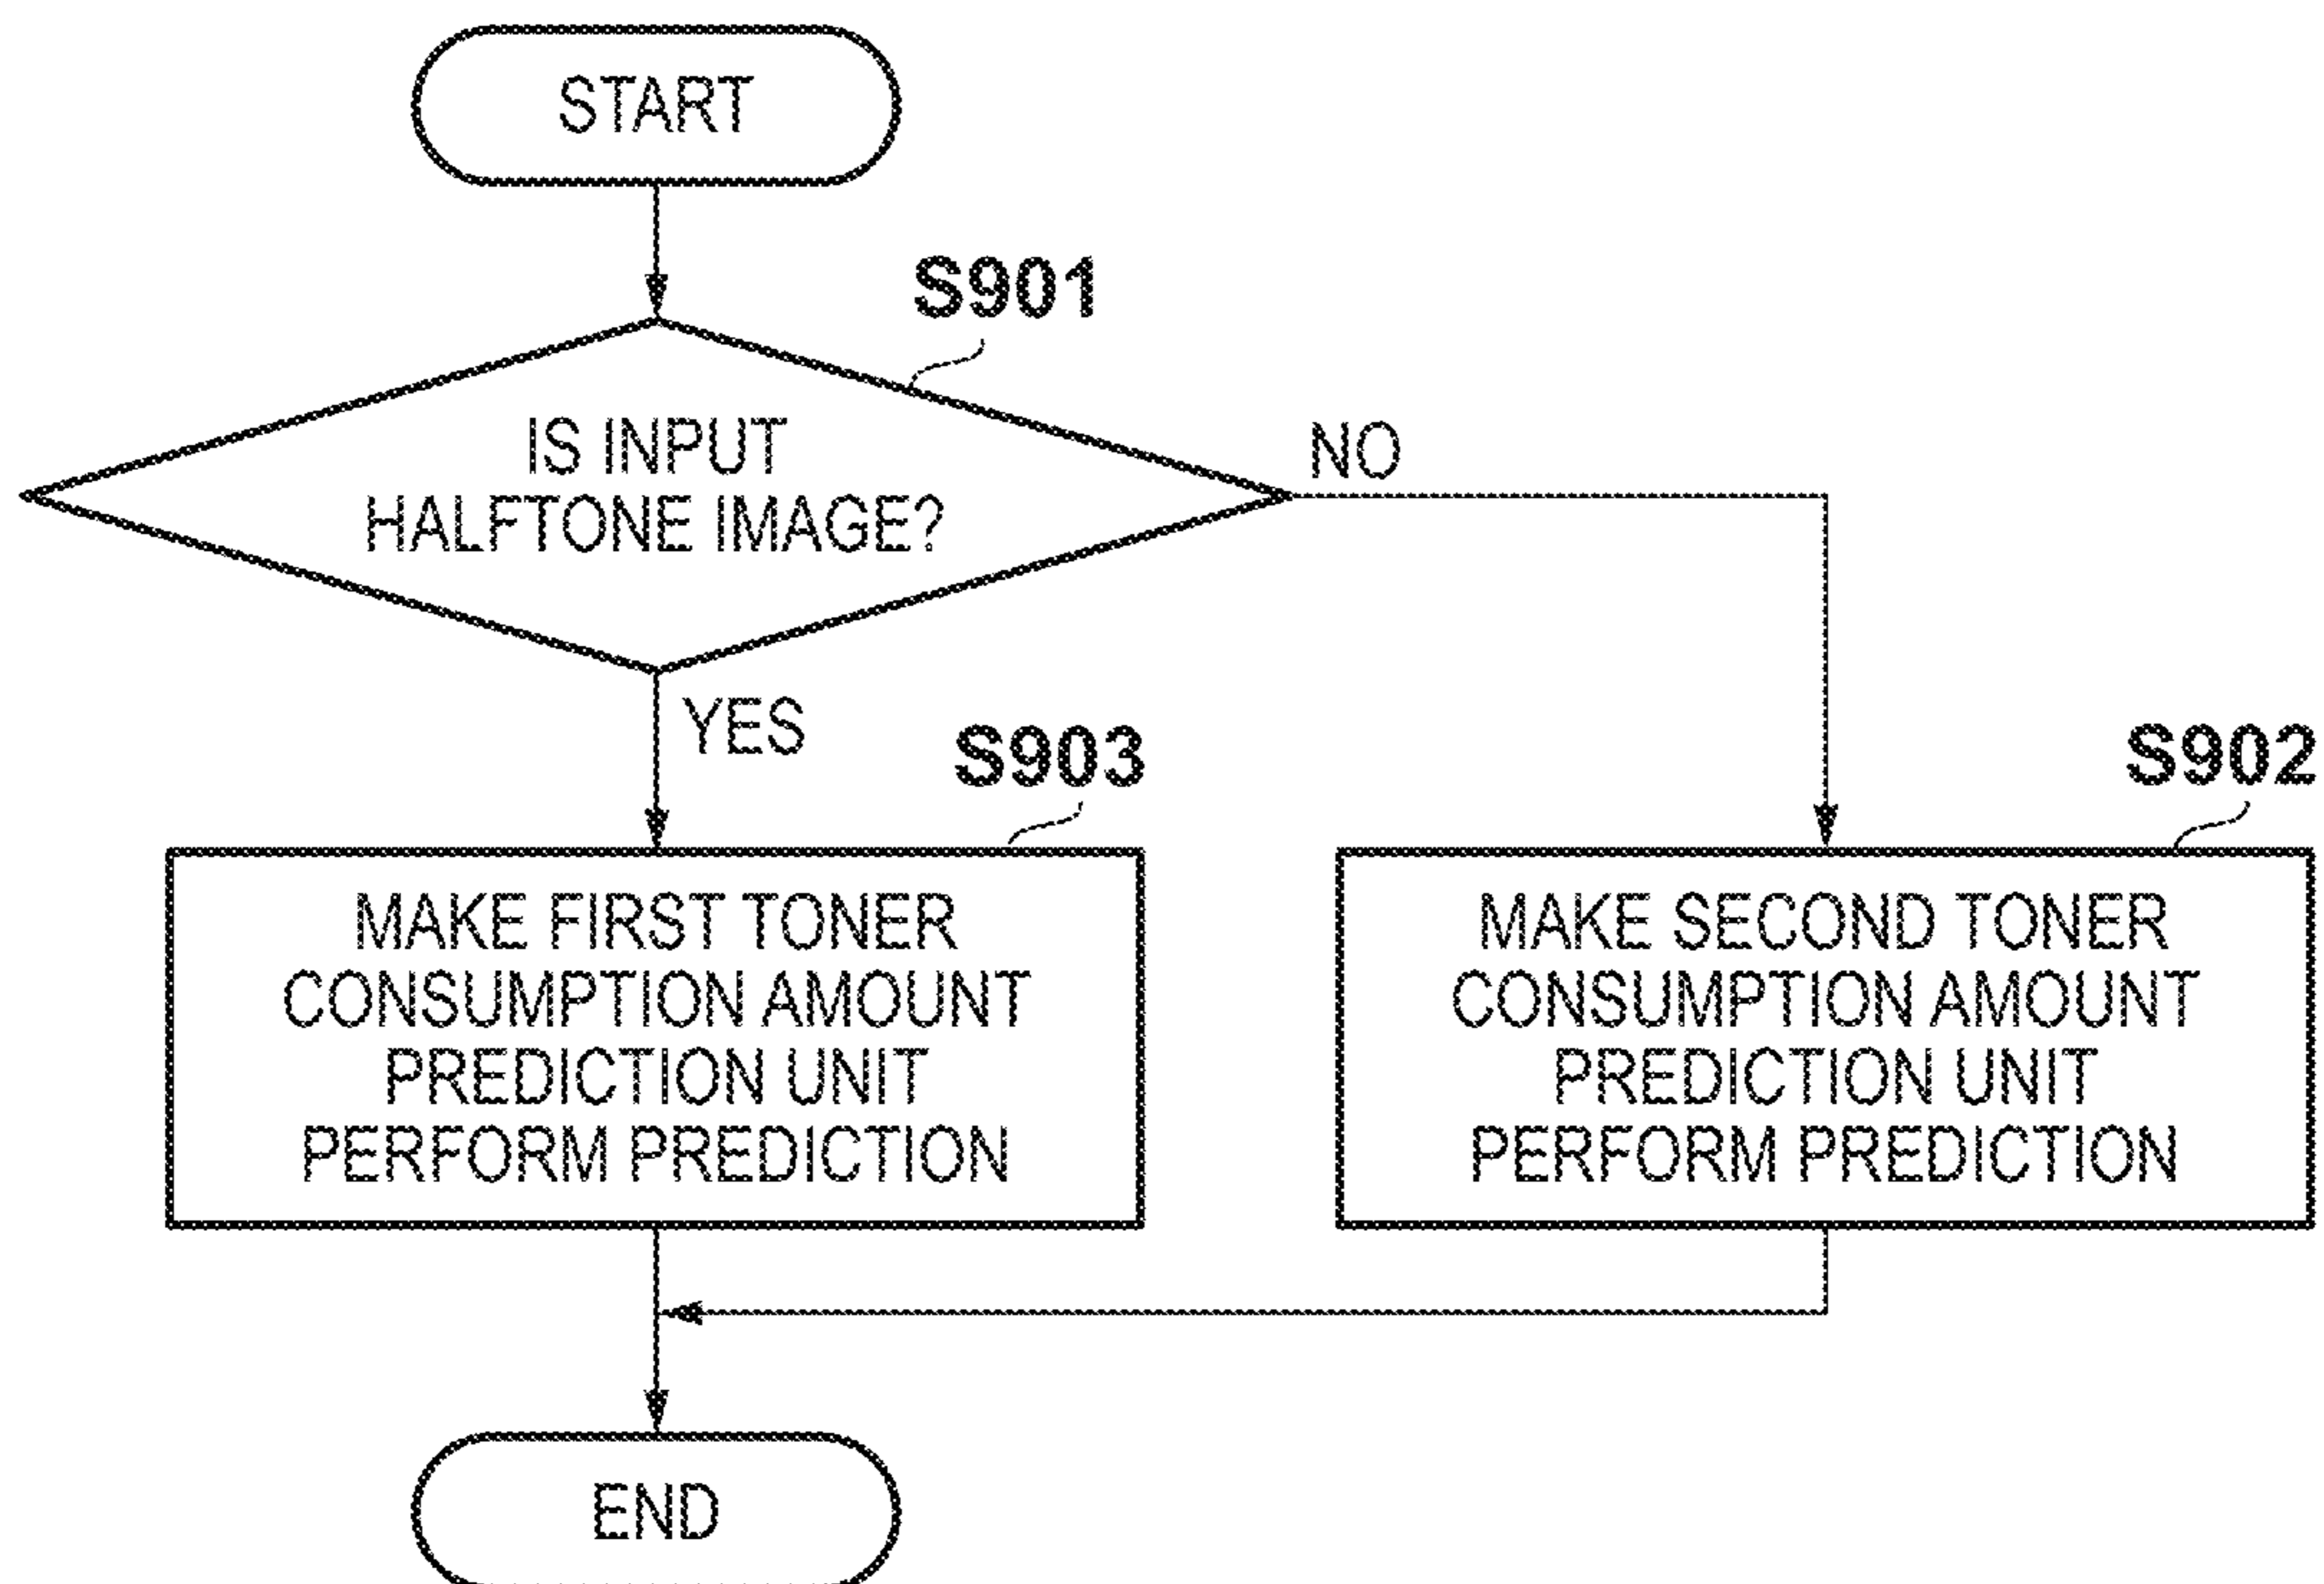 START
S901
IS INPUT
HALFTONE IMAGE?
NO
YES
S903
MAKE FIRST TONER
CONSUMPTION AMOUNT
PREDICTION UNIT
PERFORM PREDICTION
S902
MAKE SECOND TONER
CONSUMPTION AMOUNT
PREDICTION UNIT
PERFORM PREDICTION
END